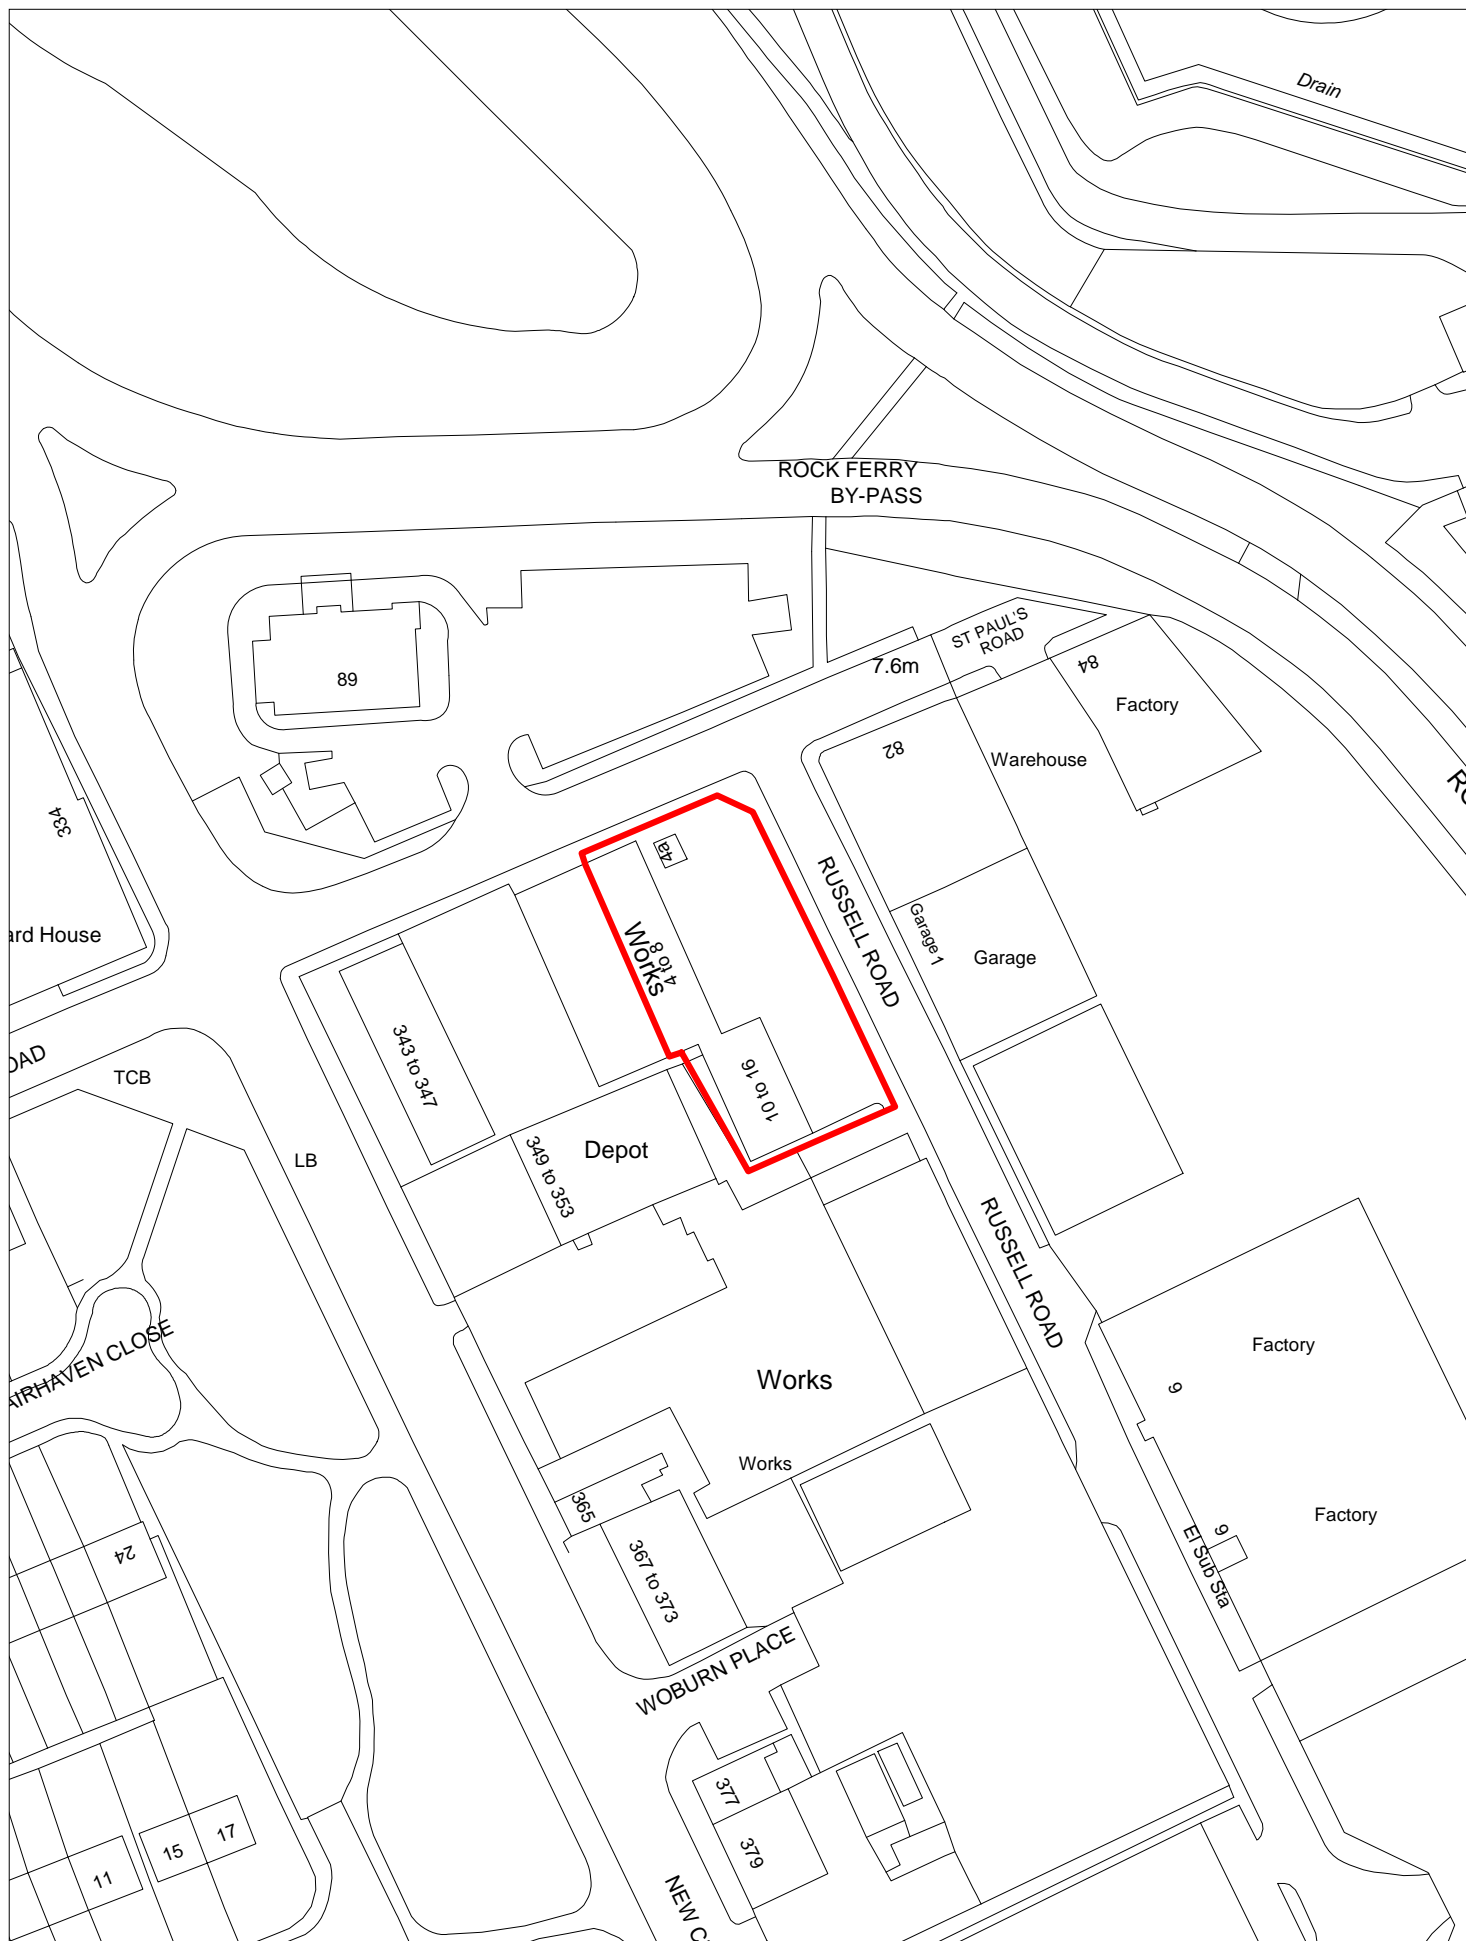 Drain
ROCK FERRY
BY-PASS
ST PAUL'S
ROAD
7.6m
84
Factory
89
82
Warehouse
334
4a
RUSSELL ROAD
Works
4 to 8
Garage 1
Garage
ard House
343 to 347
OAD
TCB
10 to 16
Depot
LB
349 to 353
RUSSELL ROAD
AIRHAVEN CLOSE
Factory
9
Works
Works
365
Factory
9
El Sub Sta
24
367 to 373
WOBURN PLACE
377
379
17
15
11
NEW C